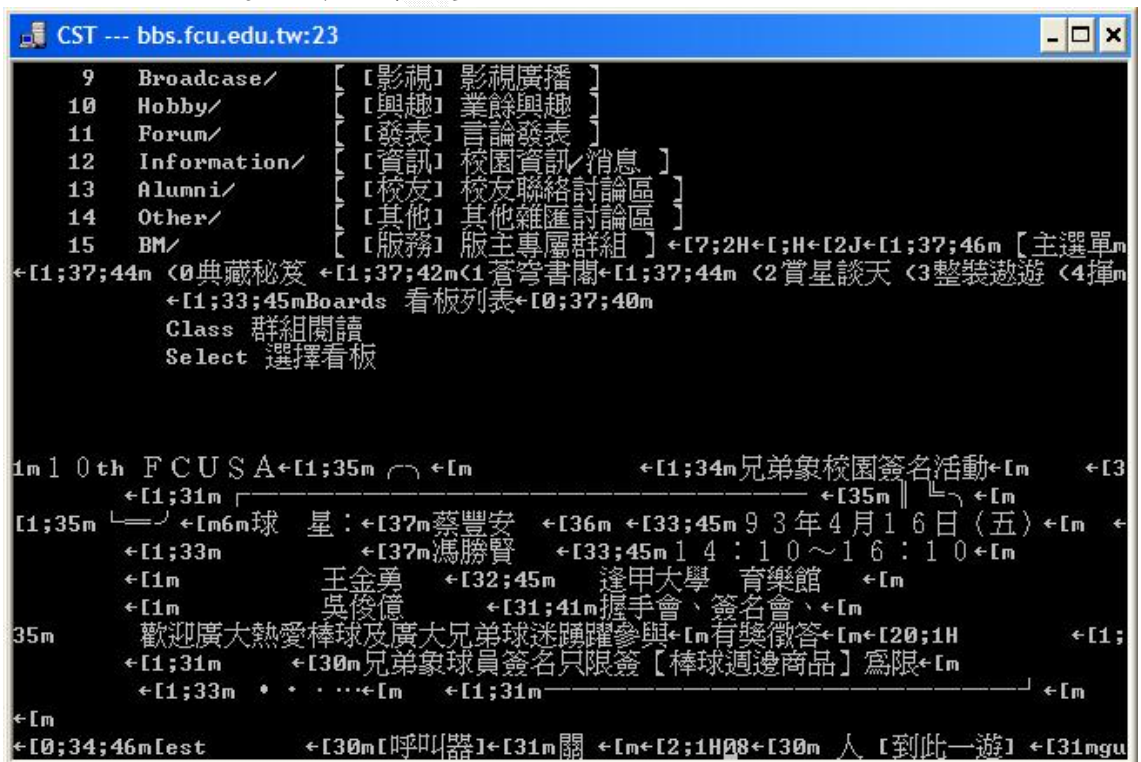 CST --- bbs.fcu.edu.tw:23
9 Broadcase/ [ [影視] 影視廣播 ]
10 Hobby/ [ [興趣] 業餘興趣 ]
11 Forum/ [ [發表] 言論發表 ]
12 Information/ [ [資訊] 校園資訊/消息 ]
13 Alumni/ [ [校友] 校友聯絡討論區 ]
14 Other/ [ [其他] 其他雜匯討論區 ]
15 BM/ [ [版務] 版主專屬群組 ] ←[7;2H←[;H←[2J←[1;37;46m【主選單m
←[1;37;44m (0典藏秘笈 ←[1;37;42m(1蒼穹書閣←[1;37;44m (2賞星談天 (3整裝遨遊 (4揮m
←[1;33;45mBoards 看板列表←[0;37;40m
Class 群組閱讀
Select 選擇看板
1m１０th ＦＣＵＳＡ←[1;35m ╭╮ ←[m ←[1;34m兄弟象校園簽名活動←[m ←[3
←[1;31m ┌──────────────────────────── ←[35m║ ╚╮ ←[m
[1;35m ╰═╯ ←[m6m球 星：←[37m蔡豐安 ←[36m ←[33;45m９３年４月１６日（五）←[m ←
←[1;33m ←[37m馮勝賢 ←[33;45m１４：１０～１６：１０←[m
←[1m 王金勇 ←[32;45m 逢甲大學 育樂館 ←[m
←[1m 吳俊億 ←[31;41m握手會、簽名會、←[m
35m 歡迎廣大熱愛棒球及廣大兄弟球迷踴躍參與←[m有獎徵答←[m←[20;1H ←[1;
←[1;31m ←[30m兄弟象球員簽名只限簽【棒球週邊商品】為限←[m
←[1;33m • ‧ ‧…←[m ←[1;31m────────────────────────┘ ←[m
←[m
←[0;34;46m[est ←[30m[呼叫器]←[31m關 ←[m←[2;1H08←[30m 人 [到此一遊] ←[31mgu